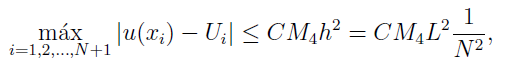 máx_{i=1,2,...,N+1} |u(x_i) − U_i| ≤ CM_4h^2 = CM_4L^2 \frac{1}{N^2},